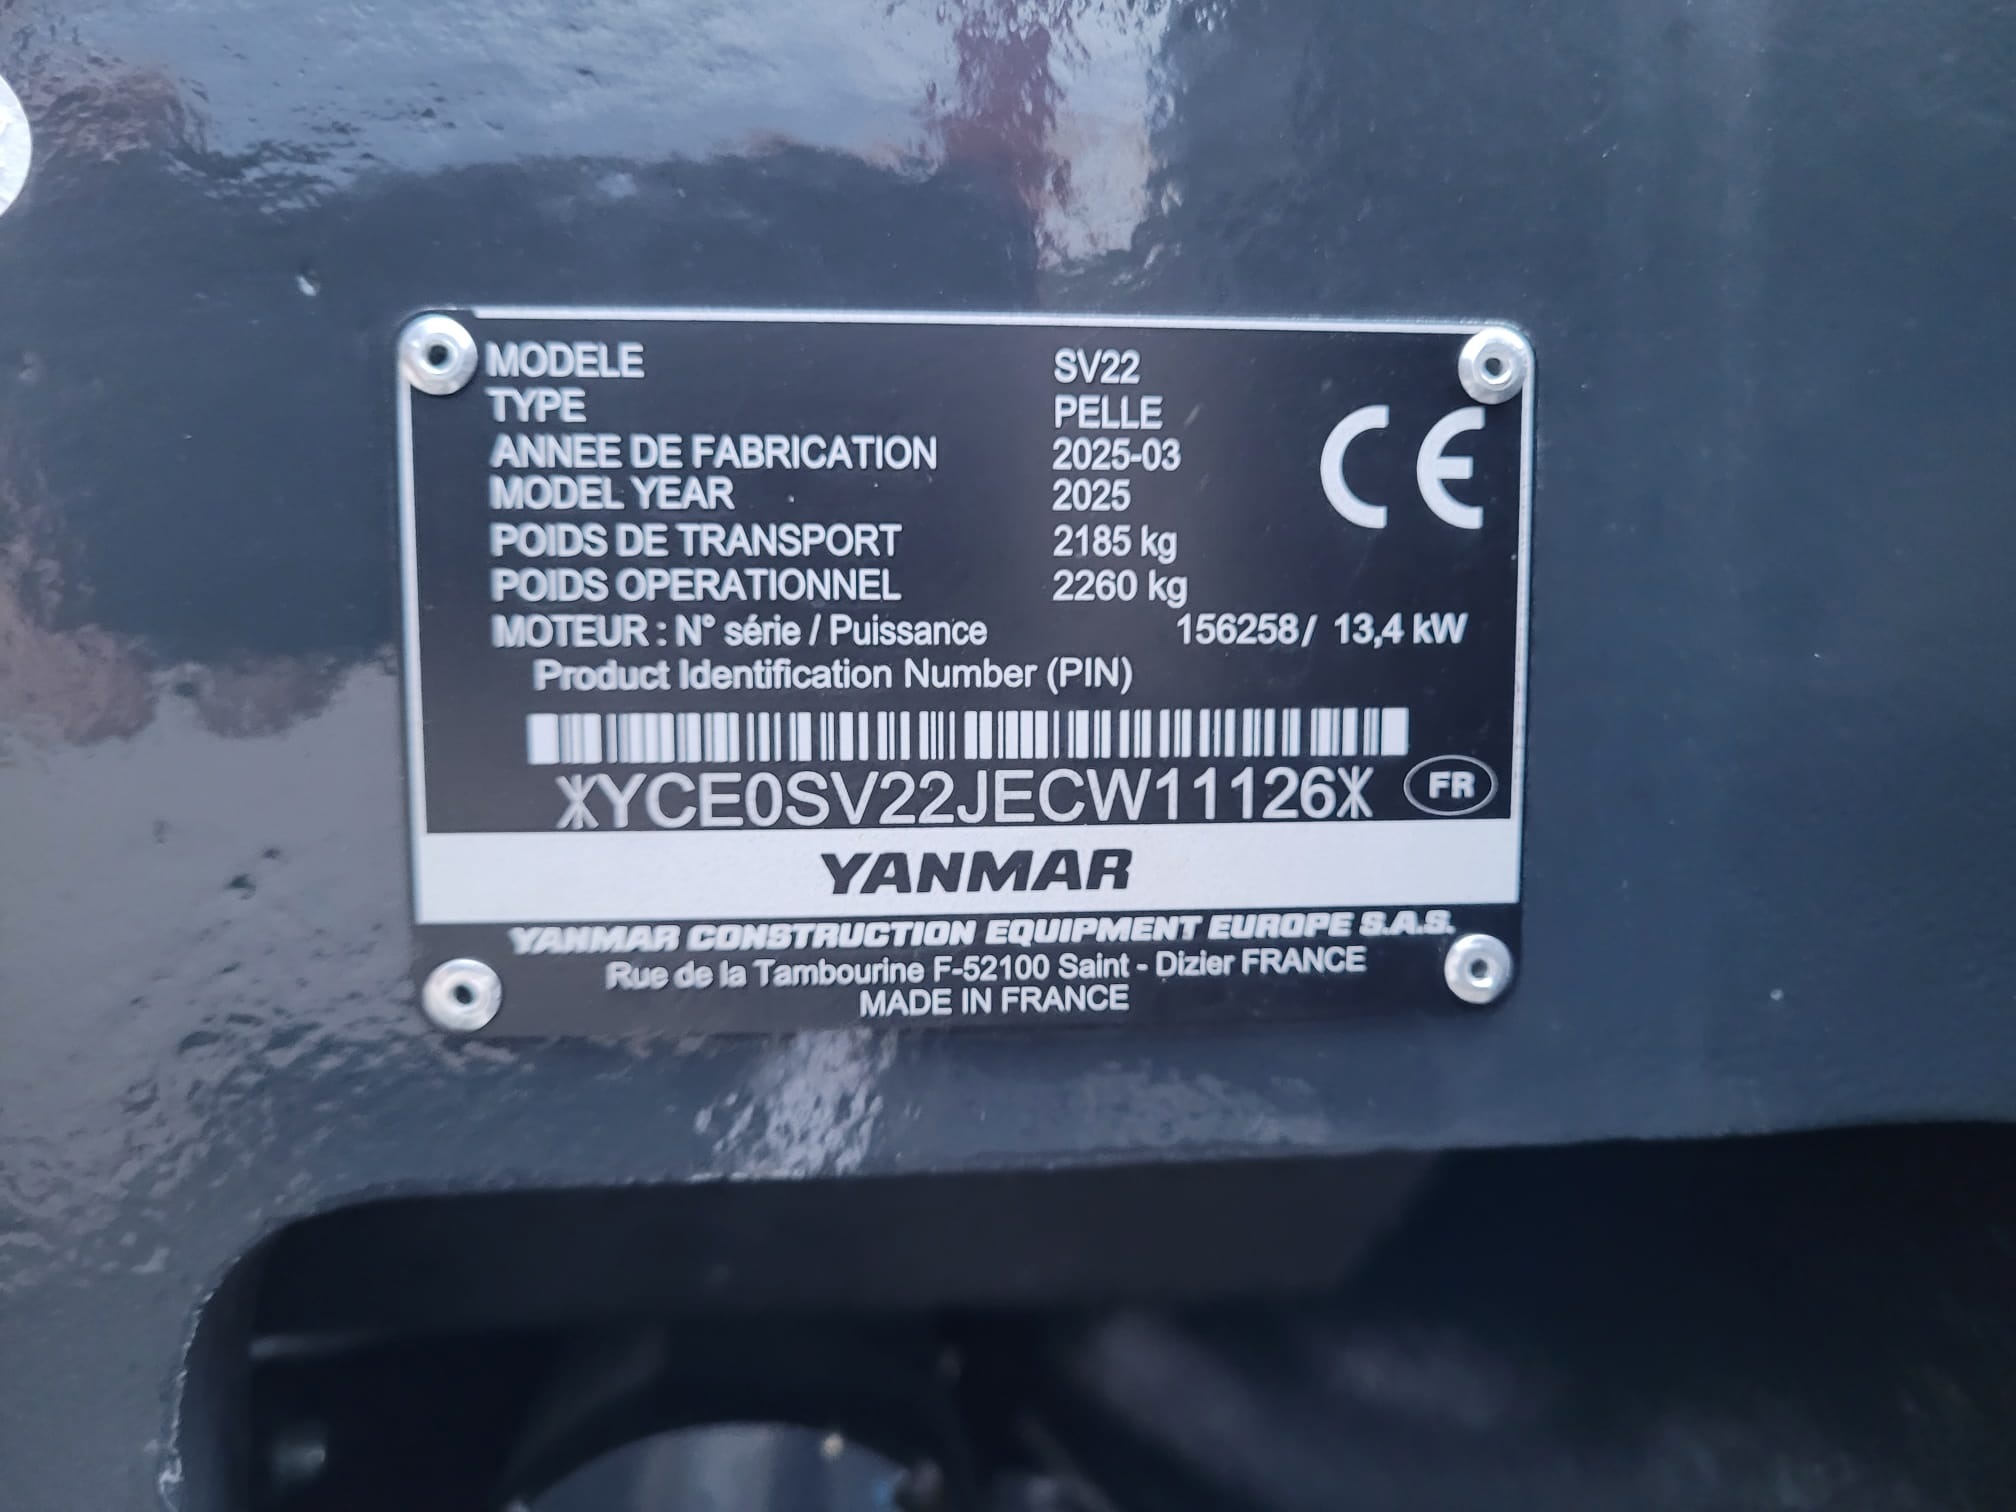 MODELE SV22
TYPE PELLE
ANNEE DE FABRICATION 2025-03
MODEL YEAR 2025
POIDS DE TRANSPORT 2185 kg
POIDS OPERATIONNEL 2260 kg
MOTEUR : N° série / Puissance 156258/ 13,4 kW
Product Identification Number (PIN)
YCE0SV22JECW11126
FR
CE
YANMAR
YANMAR CONSTRUCTION EQUIPMENT EUROPE S.A.S.
Rue de la Tambourine F-52100 Saint - Dizier FRANCE
MADE IN FRANCE